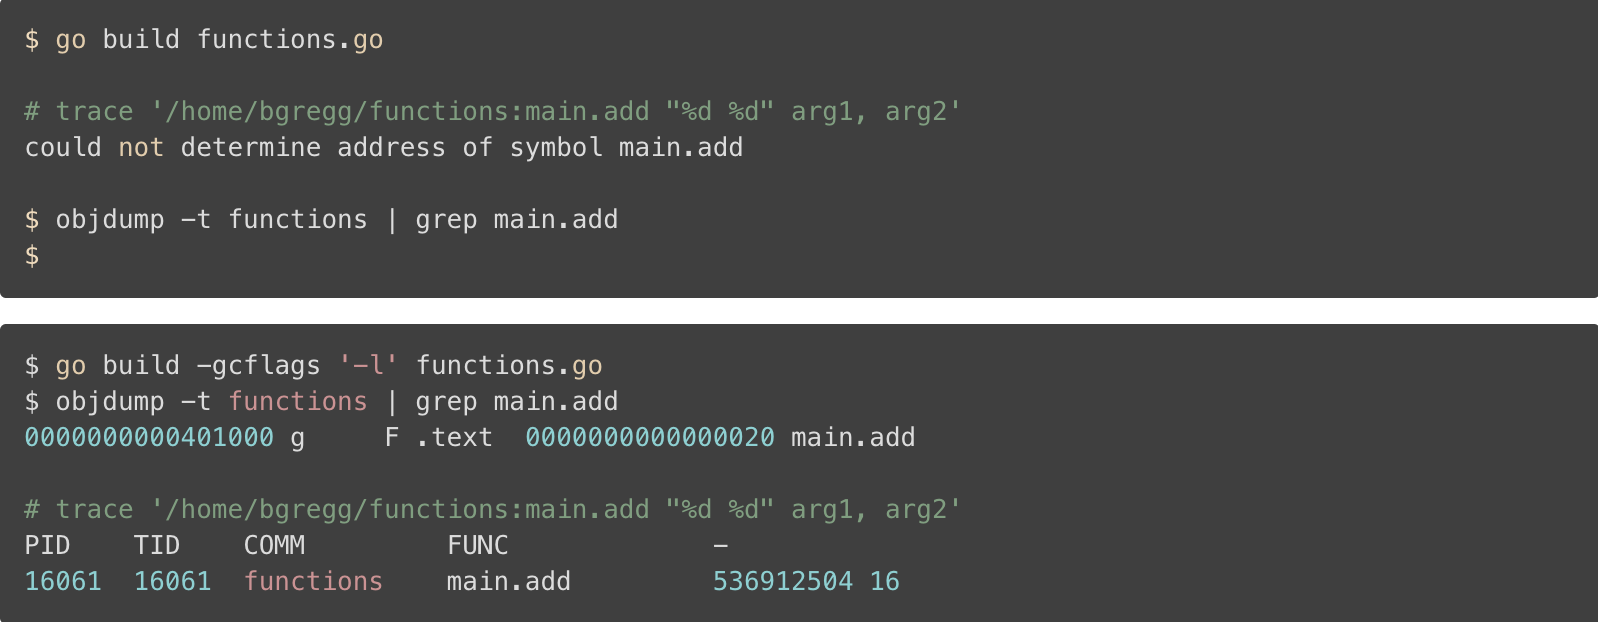 $ go build functions.go
# trace '/home/bgregg/functions:main.add "%d %d" arg1, arg2'
could not determine address of symbol main.add
$ objdump -t functions | grep main.add
$
$ go build -gcflags '-l' functions.go
$ objdump -t functions | grep main.add
0000000000401000 g     F .text  0000000000000020 main.add
# trace '/home/bgregg/functions:main.add "%d %d" arg1, arg2'
PID    TID    COMM         FUNC             -
16061  16061  functions    main.add         536912504 16